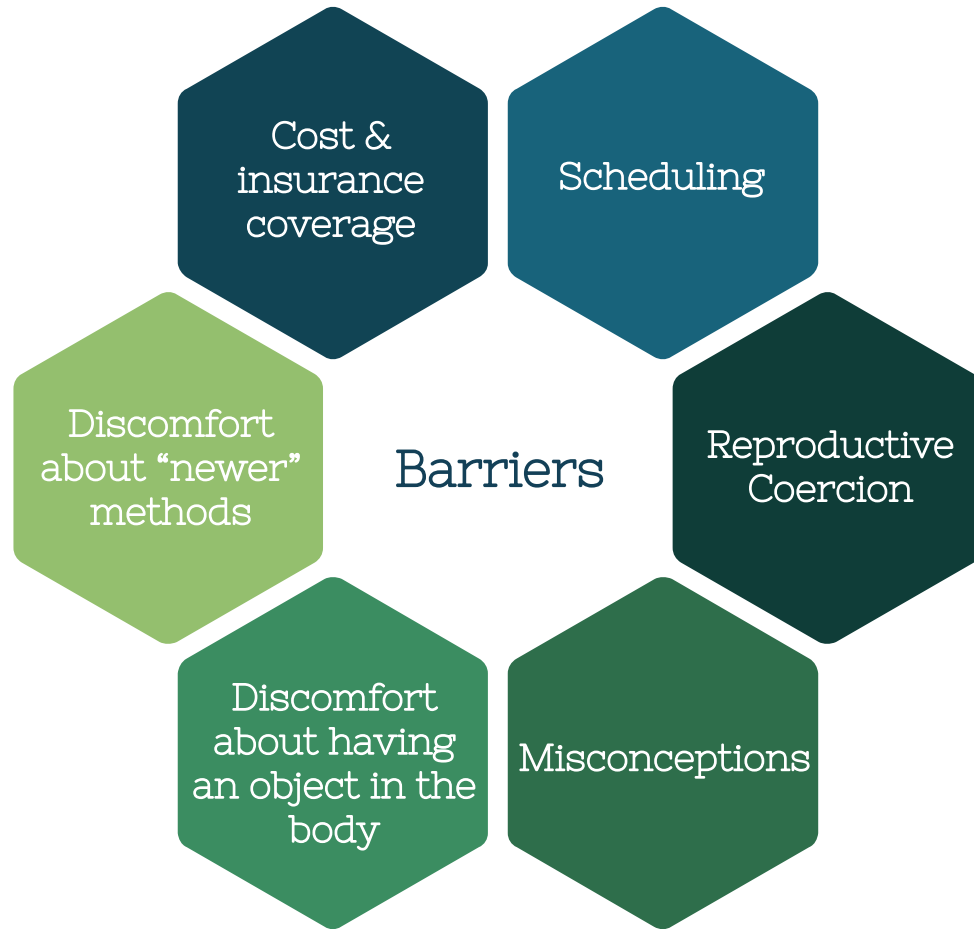 Cost &
insurance
coverage
Scheduling
Discomfort
about “newer”
methods
Barriers
Reproductive
Coercion
Discomfort
about having
an object in the
body
Misconceptions